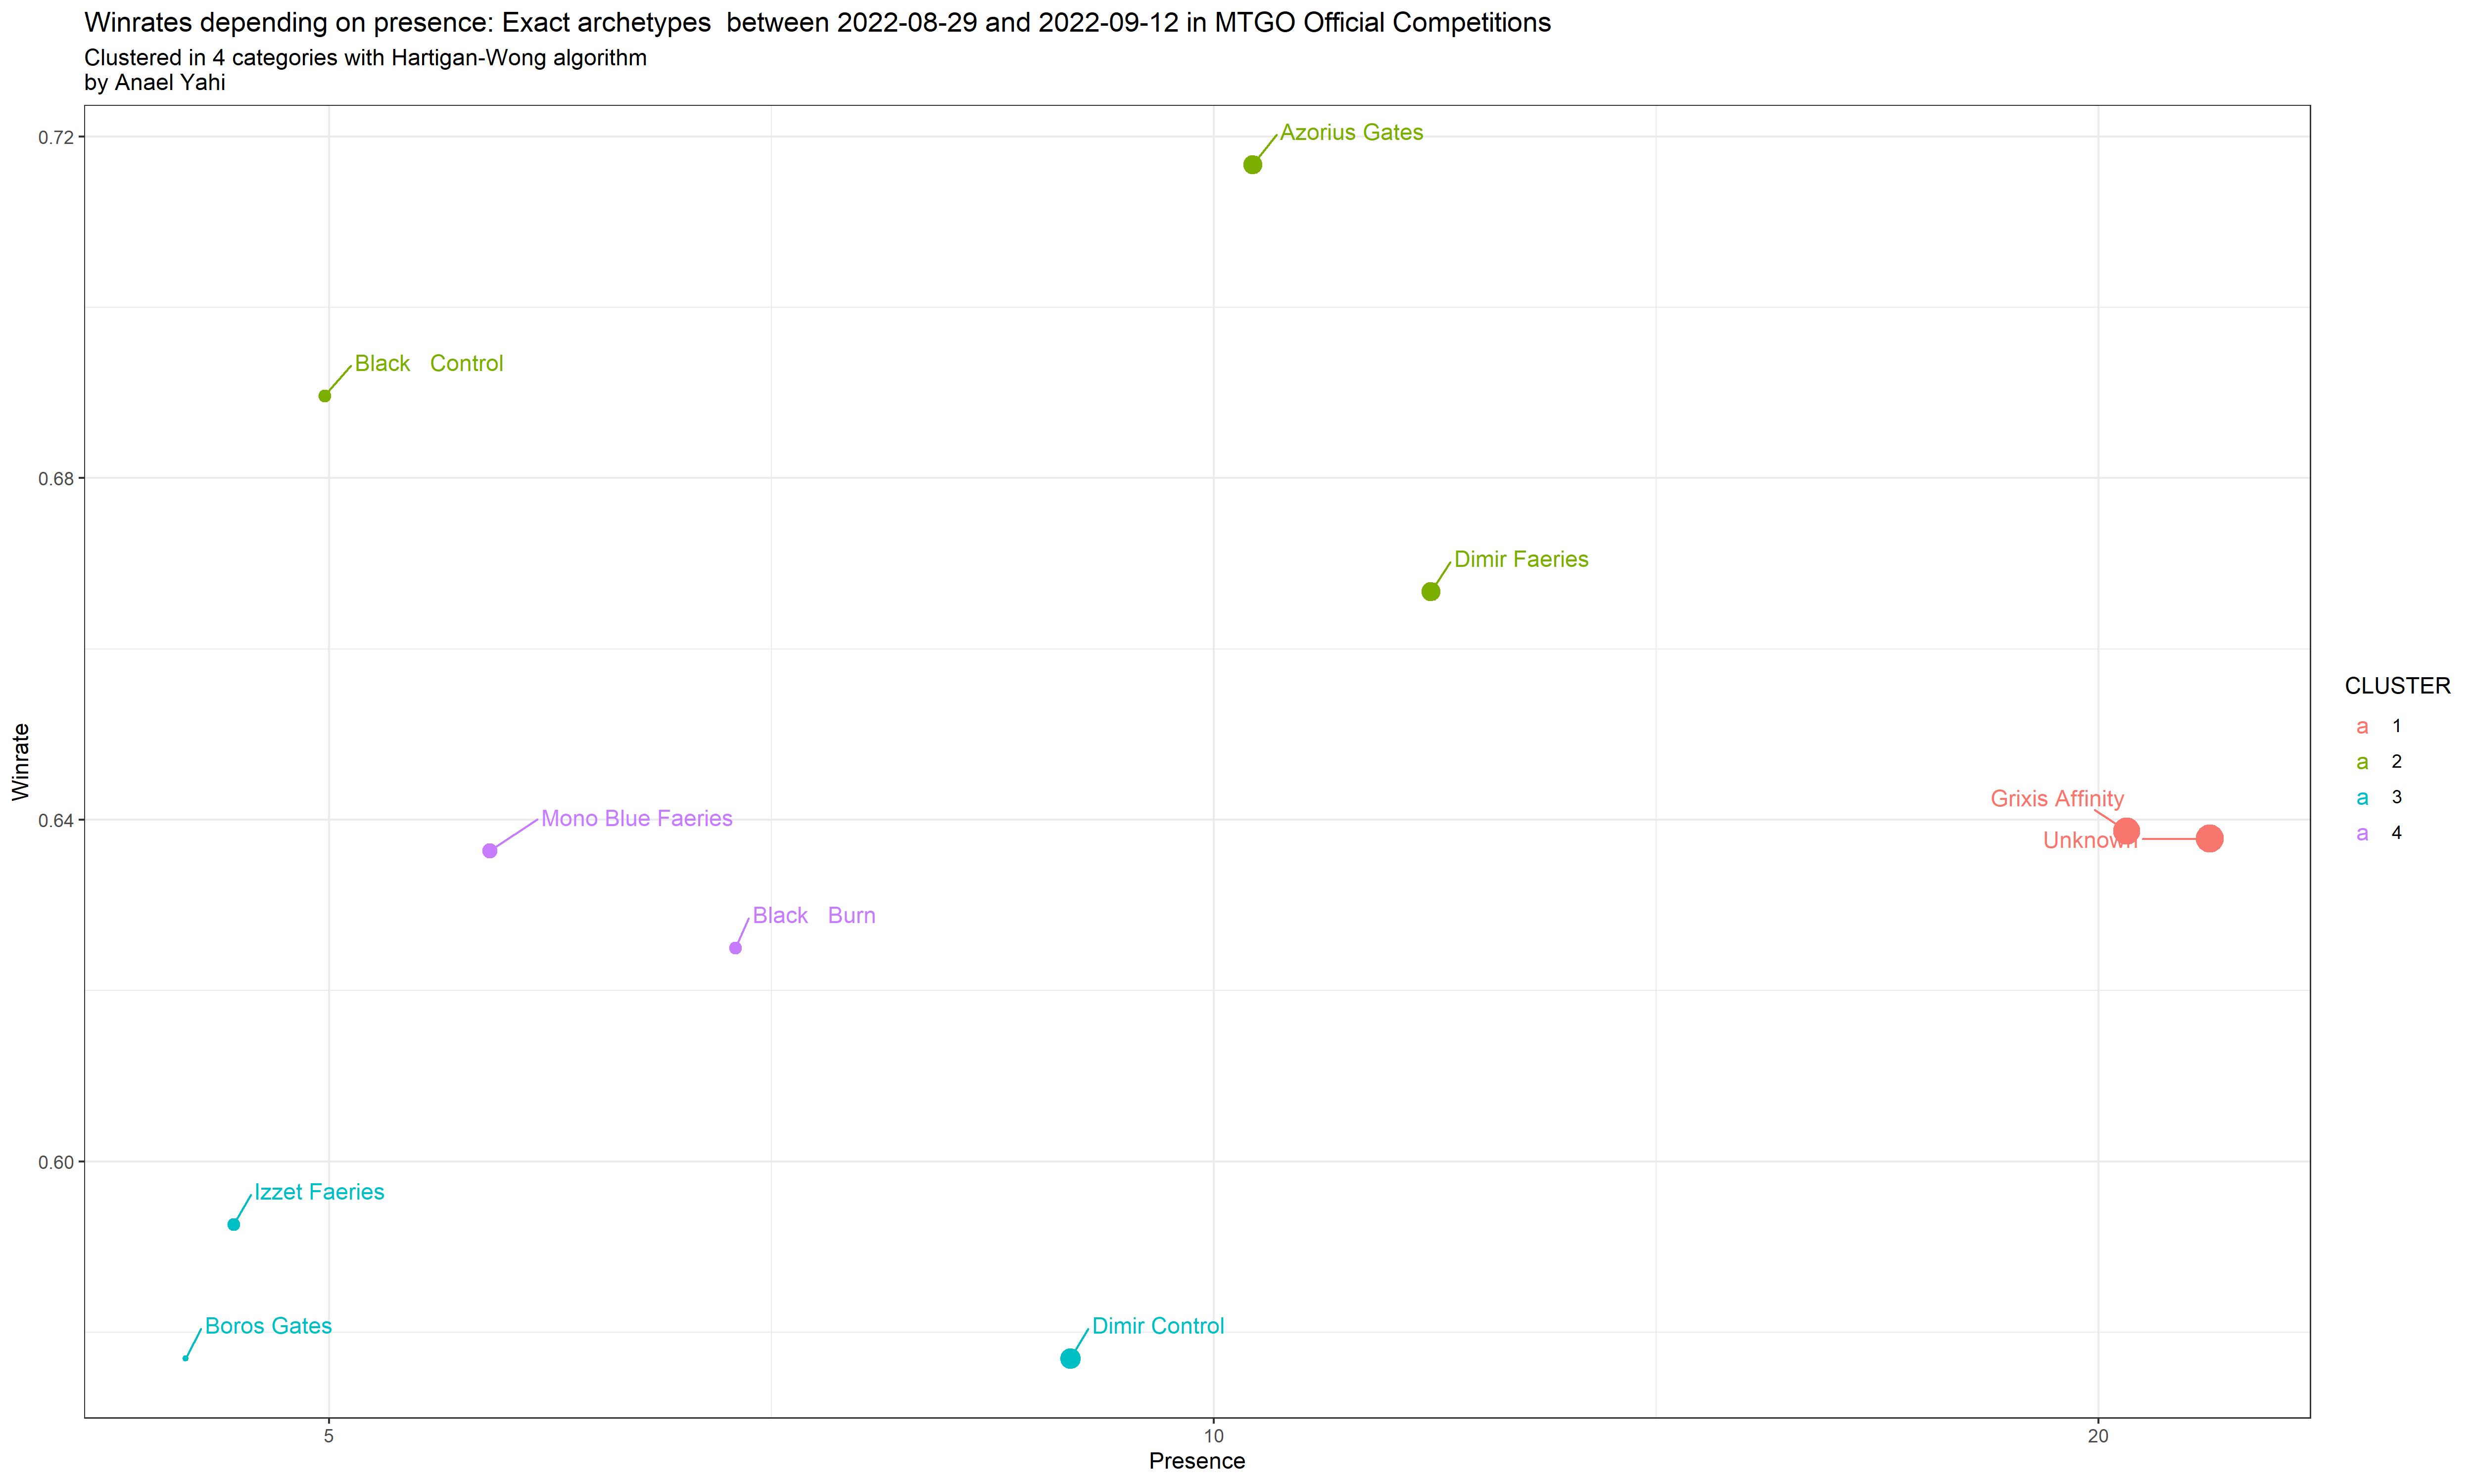 Winrates depending on presence: Exact archetypes  between 2022-08-29 and 2022-09-12 in MTGO Official Competitions
Clustered in 4 categories with Hartigan-Wong algorithm
by Anael Yahi
0.72
Azorius Gates
Black   Control
0.68
Dimir Faeries
CLUSTER
a 1
a 2
a 3
a 4
Winrate
Grixis Affinity
0.64
Mono Blue Faeries
Unknown
Black   Burn
0.60
Izzet Faeries
Boros Gates
Dimir Control
5
10
20
Presence